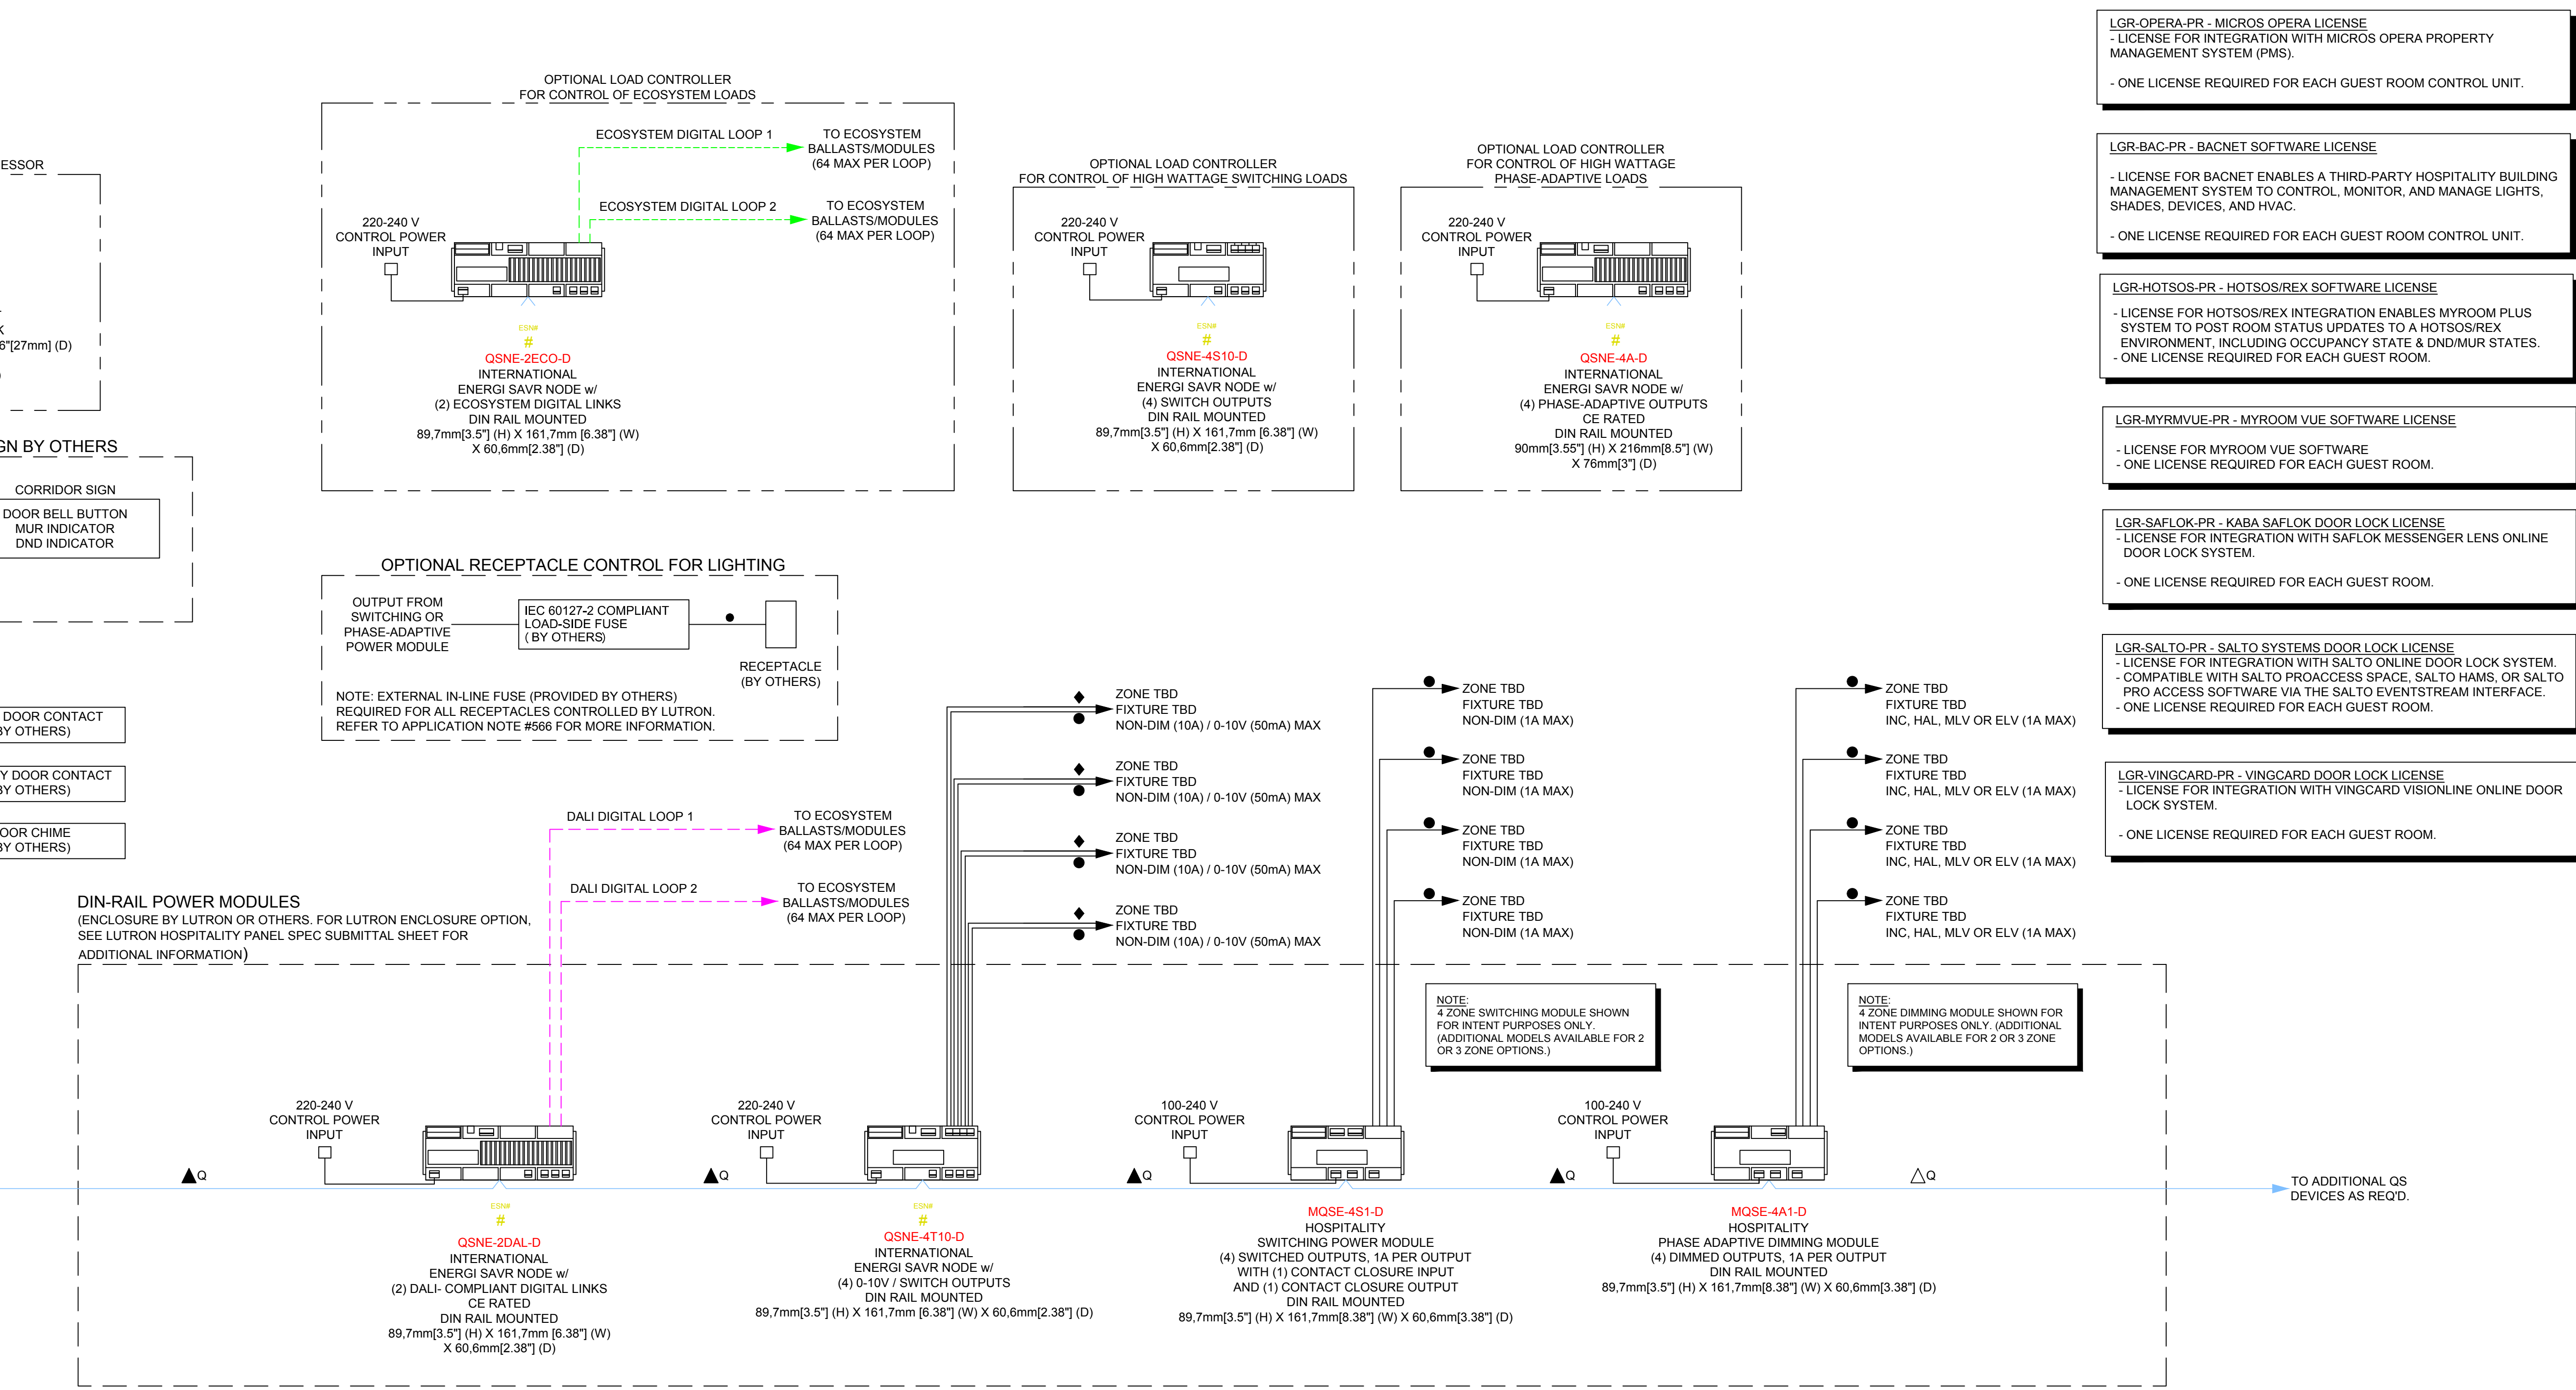 ESSOR
K
6"[27mm] (D)
)
GN BY OTHERS
CORRIDOR SIGN
DOOR BELL BUTTON
MUR INDICATOR
DND INDICATOR
DOOR CONTACT
BY OTHERS)
Y DOOR CONTACT
BY OTHERS)
OOR CHIME
BY OTHERS)
OPTIONAL LOAD CONTROLLER
FOR CONTROL OF ECOSYSTEM LOADS
ECOSYSTEM DIGITAL LOOP 1
TO ECOSYSTEM
BALLASTS/MODULES
(64 MAX PER LOOP)
ECOSYSTEM DIGITAL LOOP 2
TO ECOSYSTEM
BALLASTS/MODULES
(64 MAX PER LOOP)
220-240 V
CONTROL POWER
INPUT
ESN#
#
QSNE-2ECO-D
INTERNATIONAL
ENERGI SAVR NODE w/
(2) ECOSYSTEM DIGITAL LINKS
DIN RAIL MOUNTED
89,7mm[3.5"] (H) X 161,7mm [6.38"] (W)
X 60,6mm[2.38"] (D)
OPTIONAL LOAD CONTROLLER
FOR CONTROL OF HIGH WATTAGE SWITCHING LOADS
220-240 V
CONTROL POWER
INPUT
ESN#
#
QSNE-4S10-D
INTERNATIONAL
ENERGI SAVR NODE w/
(4) SWITCH OUTPUTS
DIN RAIL MOUNTED
89,7mm[3.5"] (H) X 161,7mm [6.38"] (W)
X 60,6mm[2.38"] (D)
OPTIONAL LOAD CONTROLLER
FOR CONTROL OF HIGH WATTAGE
PHASE-ADAPTIVE LOADS
220-240 V
CONTROL POWER
INPUT
ESN#
#
QSNE-4A-D
INTERNATIONAL
ENERGI SAVR NODE w/
(4) PHASE-ADAPTIVE OUTPUTS
CE RATED
DIN RAIL MOUNTED
90mm[3.55"] (H) X 216mm[8.5"] (W)
X 76mm[3"] (D)
OPTIONAL RECEPTACLE CONTROL FOR LIGHTING
OUTPUT FROM
SWITCHING OR
PHASE-ADAPTIVE
POWER MODULE
IEC 60127-2 COMPLIANT
LOAD-SIDE FUSE
( BY OTHERS)
RECEPTACLE
(BY OTHERS)
NOTE: EXTERNAL IN-LINE FUSE (PROVIDED BY OTHERS)
REQUIRED FOR ALL RECEPTACLES CONTROLLED BY LUTRON.
REFER TO APPLICATION NOTE #566 FOR MORE INFORMATION.
DIN-RAIL POWER MODULES
(ENCLOSURE BY LUTRON OR OTHERS. FOR LUTRON ENCLOSURE OPTION,
SEE LUTRON HOSPITALITY PANEL SPEC SUBMITTAL SHEET FOR
ADDITIONAL INFORMATION)
DALI DIGITAL LOOP 1
TO ECOSYSTEM
BALLASTS/MODULES
(64 MAX PER LOOP)
DALI DIGITAL LOOP 2
TO ECOSYSTEM
BALLASTS/MODULES
(64 MAX PER LOOP)
ZONE TBD
FIXTURE TBD
NON-DIM (10A) / 0-10V (50mA) MAX
ZONE TBD
FIXTURE TBD
NON-DIM (10A) / 0-10V (50mA) MAX
ZONE TBD
FIXTURE TBD
NON-DIM (10A) / 0-10V (50mA) MAX
ZONE TBD
FIXTURE TBD
NON-DIM (10A) / 0-10V (50mA) MAX
ZONE TBD
FIXTURE TBD
NON-DIM (1A MAX)
ZONE TBD
FIXTURE TBD
NON-DIM (1A MAX)
ZONE TBD
FIXTURE TBD
NON-DIM (1A MAX)
ZONE TBD
FIXTURE TBD
NON-DIM (1A MAX)
ZONE TBD
FIXTURE TBD
INC, HAL, MLV OR ELV (1A MAX)
ZONE TBD
FIXTURE TBD
INC, HAL, MLV OR ELV (1A MAX)
ZONE TBD
FIXTURE TBD
INC, HAL, MLV OR ELV (1A MAX)
ZONE TBD
FIXTURE TBD
INC, HAL, MLV OR ELV (1A MAX)
NOTE:
4 ZONE SWITCHING MODULE SHOWN
FOR INTENT PURPOSES ONLY.
(ADDITIONAL MODELS AVAILABLE FOR 2
OR 3 ZONE OPTIONS.)
NOTE:
4 ZONE DIMMING MODULE SHOWN FOR
INTENT PURPOSES ONLY. (ADDITIONAL
MODELS AVAILABLE FOR 2 OR 3 ZONE
OPTIONS.)
Q
220-240 V
CONTROL POWER
INPUT
ESN#
#
QSNE-2DAL-D
INTERNATIONAL
ENERGI SAVR NODE w/
(2) DALI- COMPLIANT DIGITAL LINKS
CE RATED
DIN RAIL MOUNTED
89,7mm[3.5"] (H) X 161,7mm [6.38"] (W)
X 60,6mm[2.38"] (D)
Q
220-240 V
CONTROL POWER
INPUT
ESN#
#
QSNE-4T10-D
INTERNATIONAL
ENERGI SAVR NODE w/
(4) 0-10V / SWITCH OUTPUTS
DIN RAIL MOUNTED
89,7mm[3.5"] (H) X 161,7mm [6.38"] (W) X 60,6mm[2.38"] (D)
Q
100-240 V
CONTROL POWER
INPUT
MQSE-4S1-D
HOSPITALITY
SWITCHING POWER MODULE
(4) SWITCHED OUTPUTS, 1A PER OUTPUT
WITH (1) CONTACT CLOSURE INPUT
AND (1) CONTACT CLOSURE OUTPUT
DIN RAIL MOUNTED
89,7mm[3.5"] (H) X 161,7mm[8.38"] (W) X 60,6mm[3.38"] (D)
Q
100-240 V
CONTROL POWER
INPUT
MQSE-4A1-D
HOSPITALITY
PHASE ADAPTIVE DIMMING MODULE
(4) DIMMED OUTPUTS, 1A PER OUTPUT
DIN RAIL MOUNTED
89,7mm[3.5"] (H) X 161,7mm[8.38"] (W) X 60,6mm[3.38"] (D)
Q
TO ADDITIONAL QS
DEVICES AS REQ'D.
LGR-OPERA-PR - MICROS OPERA LICENSE
- LICENSE FOR INTEGRATION WITH MICROS OPERA PROPERTY
MANAGEMENT SYSTEM (PMS).
- ONE LICENSE REQUIRED FOR EACH GUEST ROOM CONTROL UNIT.
LGR-BAC-PR - BACNET SOFTWARE LICENSE
- LICENSE FOR BACNET ENABLES A THIRD-PARTY HOSPITALITY BUILDING
MANAGEMENT SYSTEM TO CONTROL, MONITOR, AND MANAGE LIGHTS,
SHADES, DEVICES, AND HVAC.
- ONE LICENSE REQUIRED FOR EACH GUEST ROOM CONTROL UNIT.
LGR-HOTSOS-PR - HOTSOS/REX SOFTWARE LICENSE
- LICENSE FOR HOTSOS/REX INTEGRATION ENABLES MYROOM PLUS
SYSTEM TO POST ROOM STATUS UPDATES TO A HOTSOS/REX
ENVIRONMENT, INCLUDING OCCUPANCY STATE & DND/MUR STATES.
- ONE LICENSE REQUIRED FOR EACH GUEST ROOM.
LGR-MYRMVUE-PR - MYROOM VUE SOFTWARE LICENSE
- LICENSE FOR MYROOM VUE SOFTWARE
- ONE LICENSE REQUIRED FOR EACH GUEST ROOM.
LGR-SAFLOK-PR - KABA SAFLOK DOOR LOCK LICENSE
- LICENSE FOR INTEGRATION WITH SAFLOK MESSENGER LENS ONLINE
DOOR LOCK SYSTEM.
- ONE LICENSE REQUIRED FOR EACH GUEST ROOM.
LGR-SALTO-PR - SALTO SYSTEMS DOOR LOCK LICENSE
- LICENSE FOR INTEGRATION WITH SALTO ONLINE DOOR LOCK SYSTEM.
- COMPATIBLE WITH SALTO PROACCESS SPACE, SALTO HAMS, OR SALTO
PRO ACCESS SOFTWARE VIA THE SALTO EVENTSTREAM INTERFACE.
- ONE LICENSE REQUIRED FOR EACH GUEST ROOM.
LGR-VINGCARD-PR - VINGCARD DOOR LOCK LICENSE
- LICENSE FOR INTEGRATION WITH VINGCARD VISIONLINE ONLINE DOOR
LOCK SYSTEM.
- ONE LICENSE REQUIRED FOR EACH GUEST ROOM.